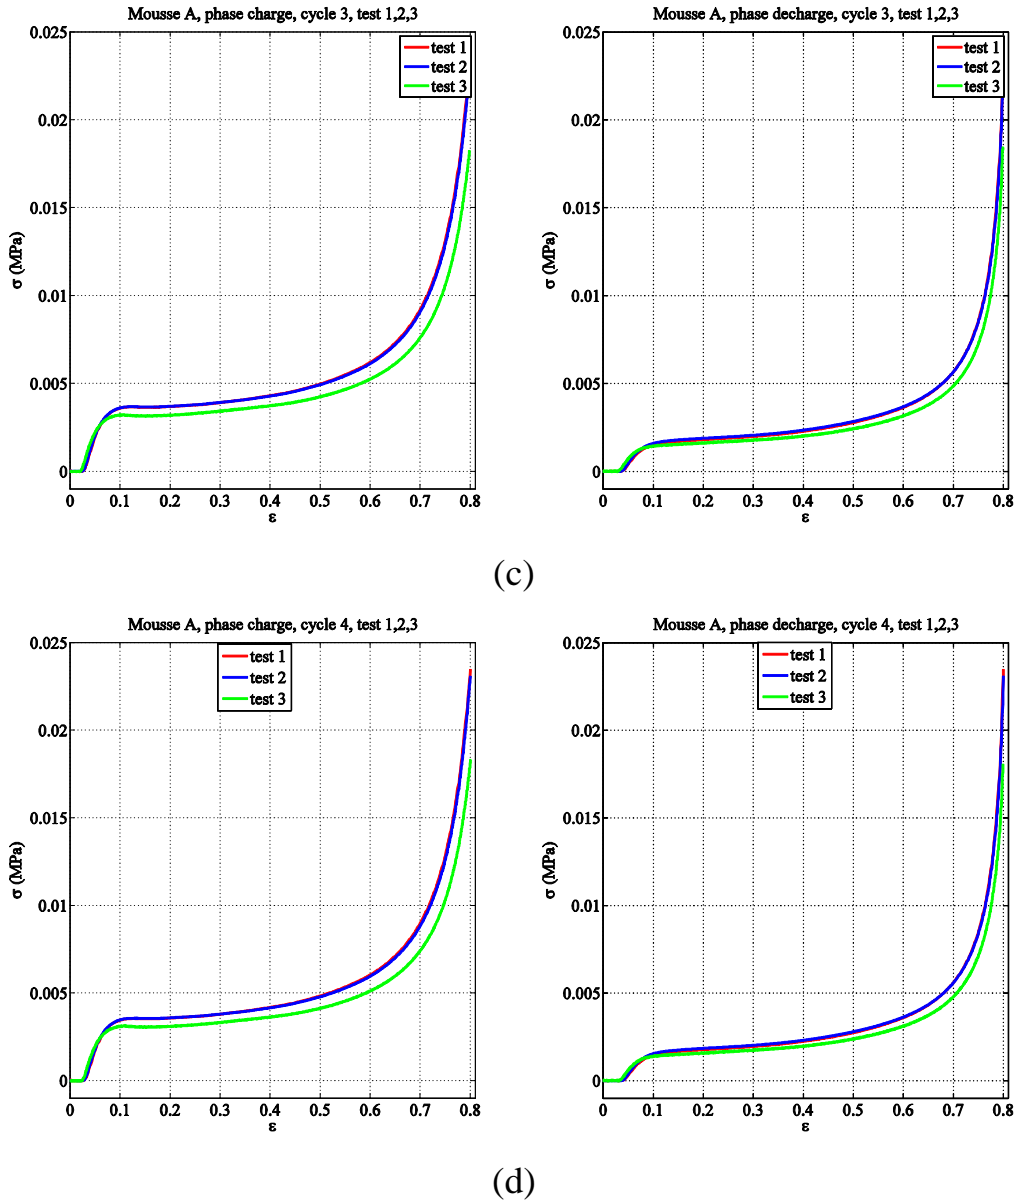 Mousse A, phase charge, cycle 3, test 1,2,3
0.025
0.02
0.015
0.01
0.005
0
σ (MPa)
test 1
test 2
test 3
0 0.1 0.2 0.3 0.4 0.5 0.6 0.7 0.8
ε
Mousse A, phase decharge, cycle 3, test 1,2,3
0.025
0.02
0.015
0.01
0.005
0
σ (MPa)
test 1
test 2
test 3
0 0.1 0.2 0.3 0.4 0.5 0.6 0.7 0.8
ε
(c)
Mousse A, phase charge, cycle 4, test 1,2,3
0.025
0.02
0.015
0.01
0.005
0
σ (MPa)
test 1
test 2
test 3
0 0.1 0.2 0.3 0.4 0.5 0.6 0.7 0.8
ε
Mousse A, phase decharge, cycle 4, test 1,2,3
0.025
0.02
0.015
0.01
0.005
0
σ (MPa)
test 1
test 2
test 3
0 0.1 0.2 0.3 0.4 0.5 0.6 0.7 0.8
ε
(d)